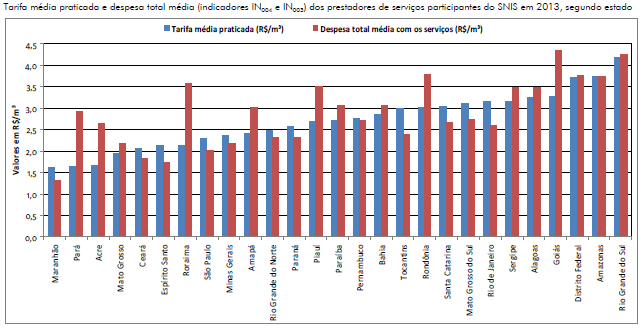 Tarifa média praticada e despesa total média (indicadores IN004 e IN003) dos prestadores de serviços participantes do SNIS em 2013, segundo estado
Tarifa média praticada (R$/m³) Despesa total média com os serviços (R$/m³)
Valores em R$/m³
4,5
4,0
3,5
3,0
2,5
2,0
1,5
1,0
0,5
0,0
Maranhão
Pará
Acre
Mato Grosso
Ceará
Espírito Santo
Roraima
São Paulo
Minas Gerais
Amapá
Rio Grande do Norte
Paraná
Piauí
Paraíba
Pernambuco
Bahia
Tocantins
Rondônia
Santa Catarina
Mato Grosso do Sul
Rio de Janeiro
Sergipe
Alagoas
Goiás
Distrito Federal
Amazonas
Rio Grande do Sul